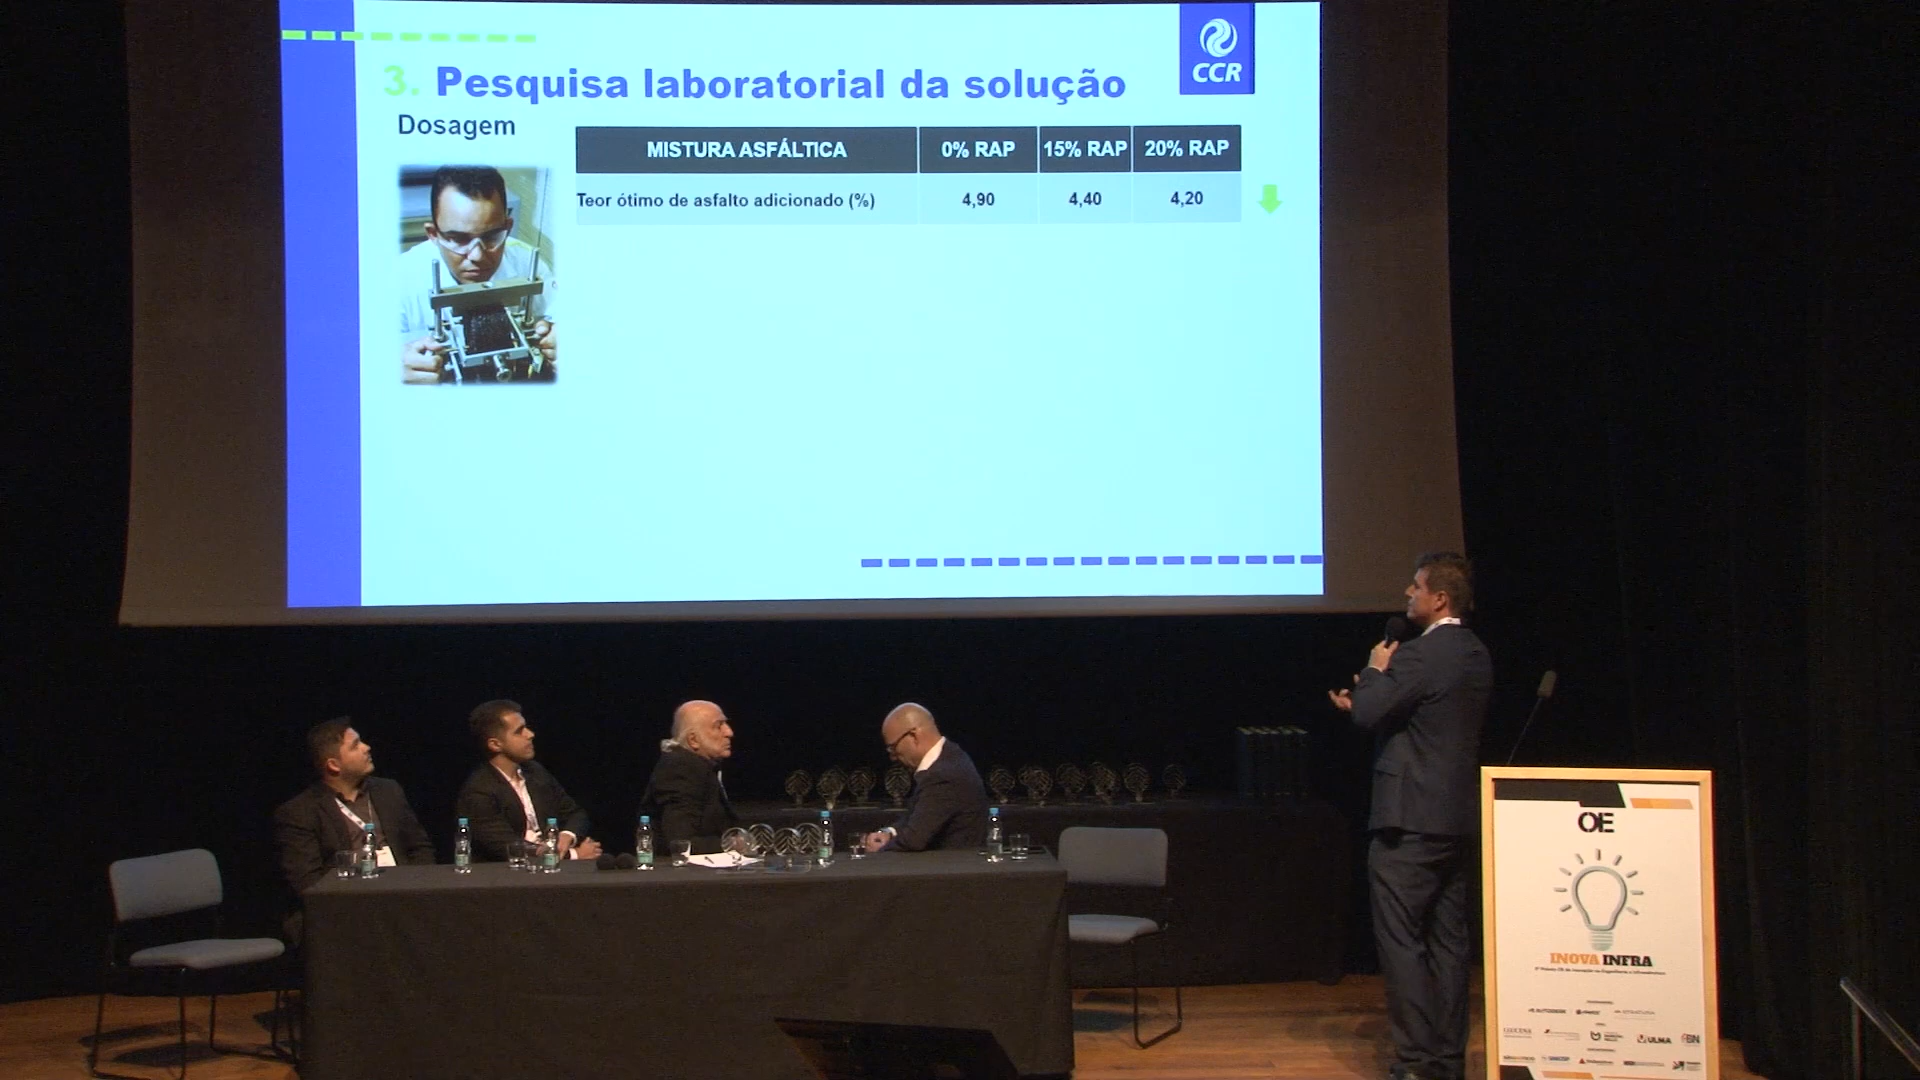 CCR
3. Pesquisa laboratorial da solução
Dosagem
MISTURA ASFÁLTICA 0% RAP 15% RAP 20% RAP
Teor ótimo de asfalto adicionado (%) 4,90 4,40 4,20
OE
INOVA INFRA
AUTODESK
ULMA